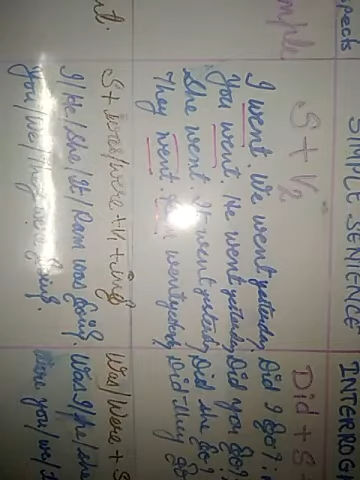 spects
SIMPLE SENTENCE
INTERROG
mple
S + V2
Did + S
I went. We went yesterday. Did I go?
You went. He went yesterday. Did you go?
She went. It went yesterday. Did she go?
They went. went yesterday. Did they go
nt.
S + was/were + V1 + ing
Was/Were + S
I/He/She/It/Ram was going. Was I/he/she
You/We/They were going. Were you/we/